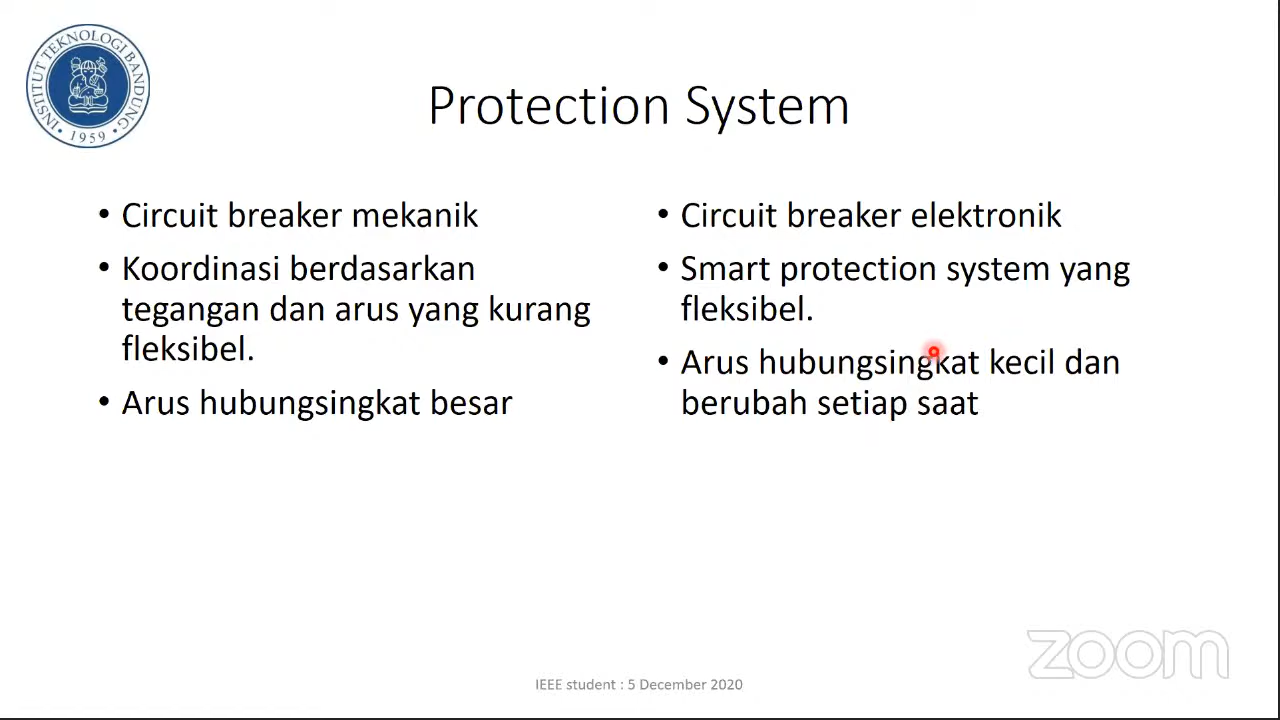 INSTITUT TEKNOLOGI BANDUNG
1959
Protection System
• Circuit breaker mekanik
• Koordinasi berdasarkan
tegangan dan arus yang kurang
fleksibel.
• Arus hubungsingkat besar
• Circuit breaker elektronik
• Smart protection system yang
fleksibel.
• Arus hubungsingkat kecil dan
berubah setiap saat
zoom
IEEE student : 5 December 2020